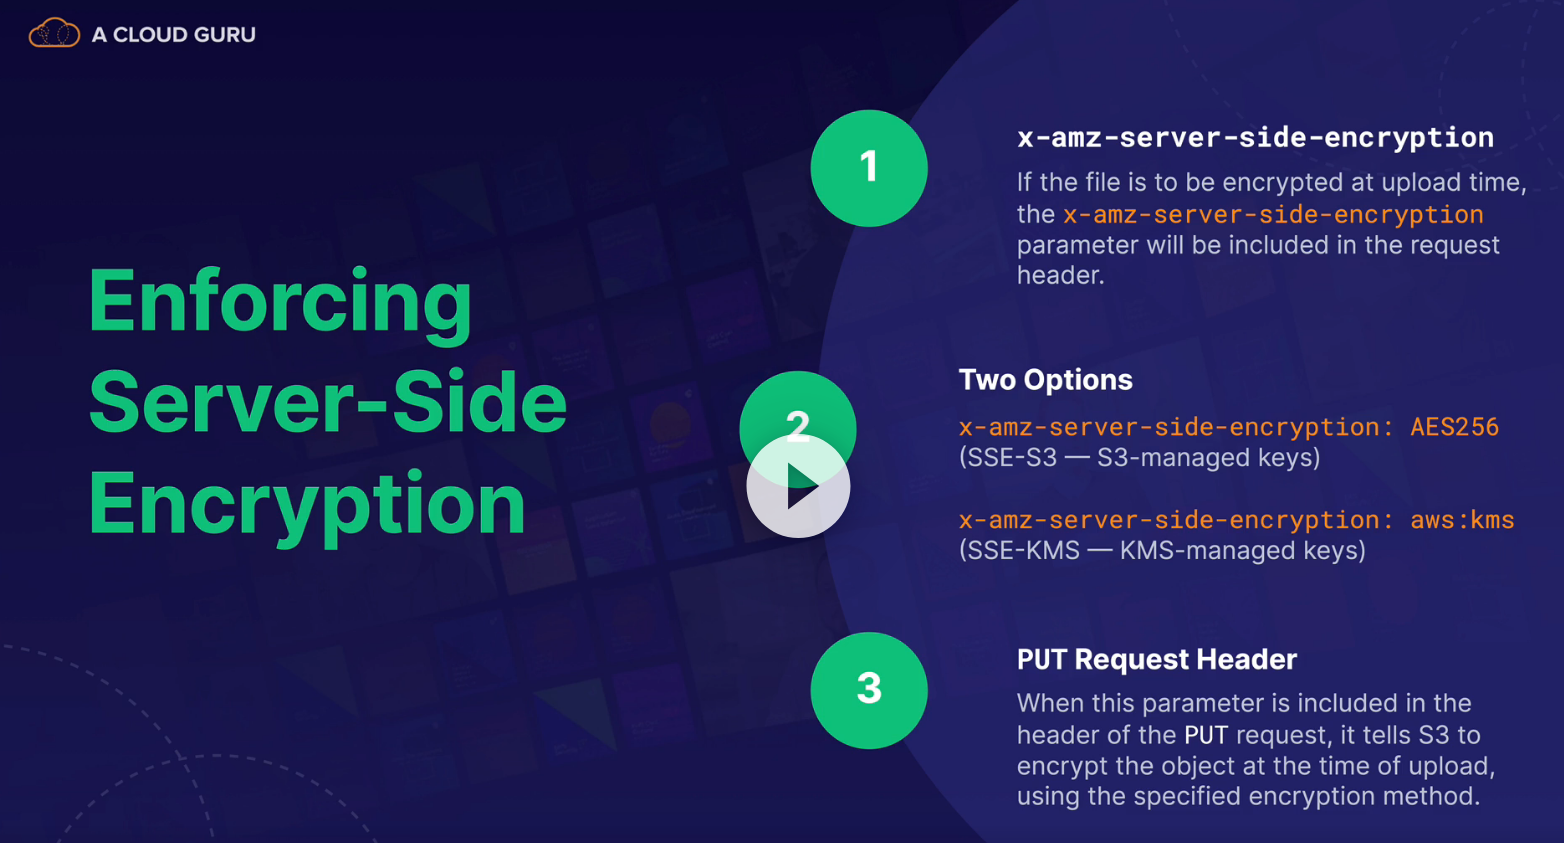 A CLOUD GURU
Enforcing
Server-Side
Encryption
1
x-amz-server-side-encryption
If the file is to be encrypted at upload time,
the x-amz-server-side-encryption
parameter will be included in the request
header.
2
Two Options
x-amz-server-side-encryption: AES256
(SSE-S3 — S3-managed keys)
x-amz-server-side-encryption: aws:kms
(SSE-KMS — KMS-managed keys)
3
PUT Request Header
When this parameter is included in the
header of the PUT request, it tells S3 to
encrypt the object at the time of upload,
using the specified encryption method.